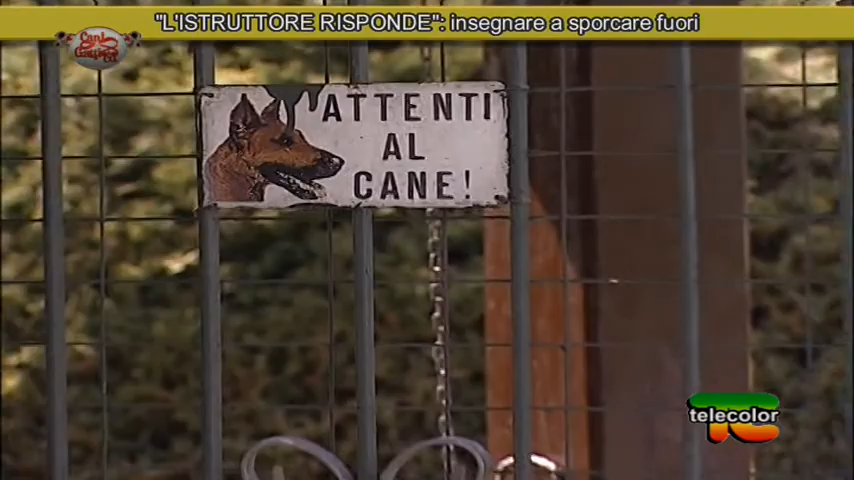 "L'ISTRUTTORE RISPONDE": insegnare a sporcare fuori
ATTENTI
AL
CANE!
telecolor